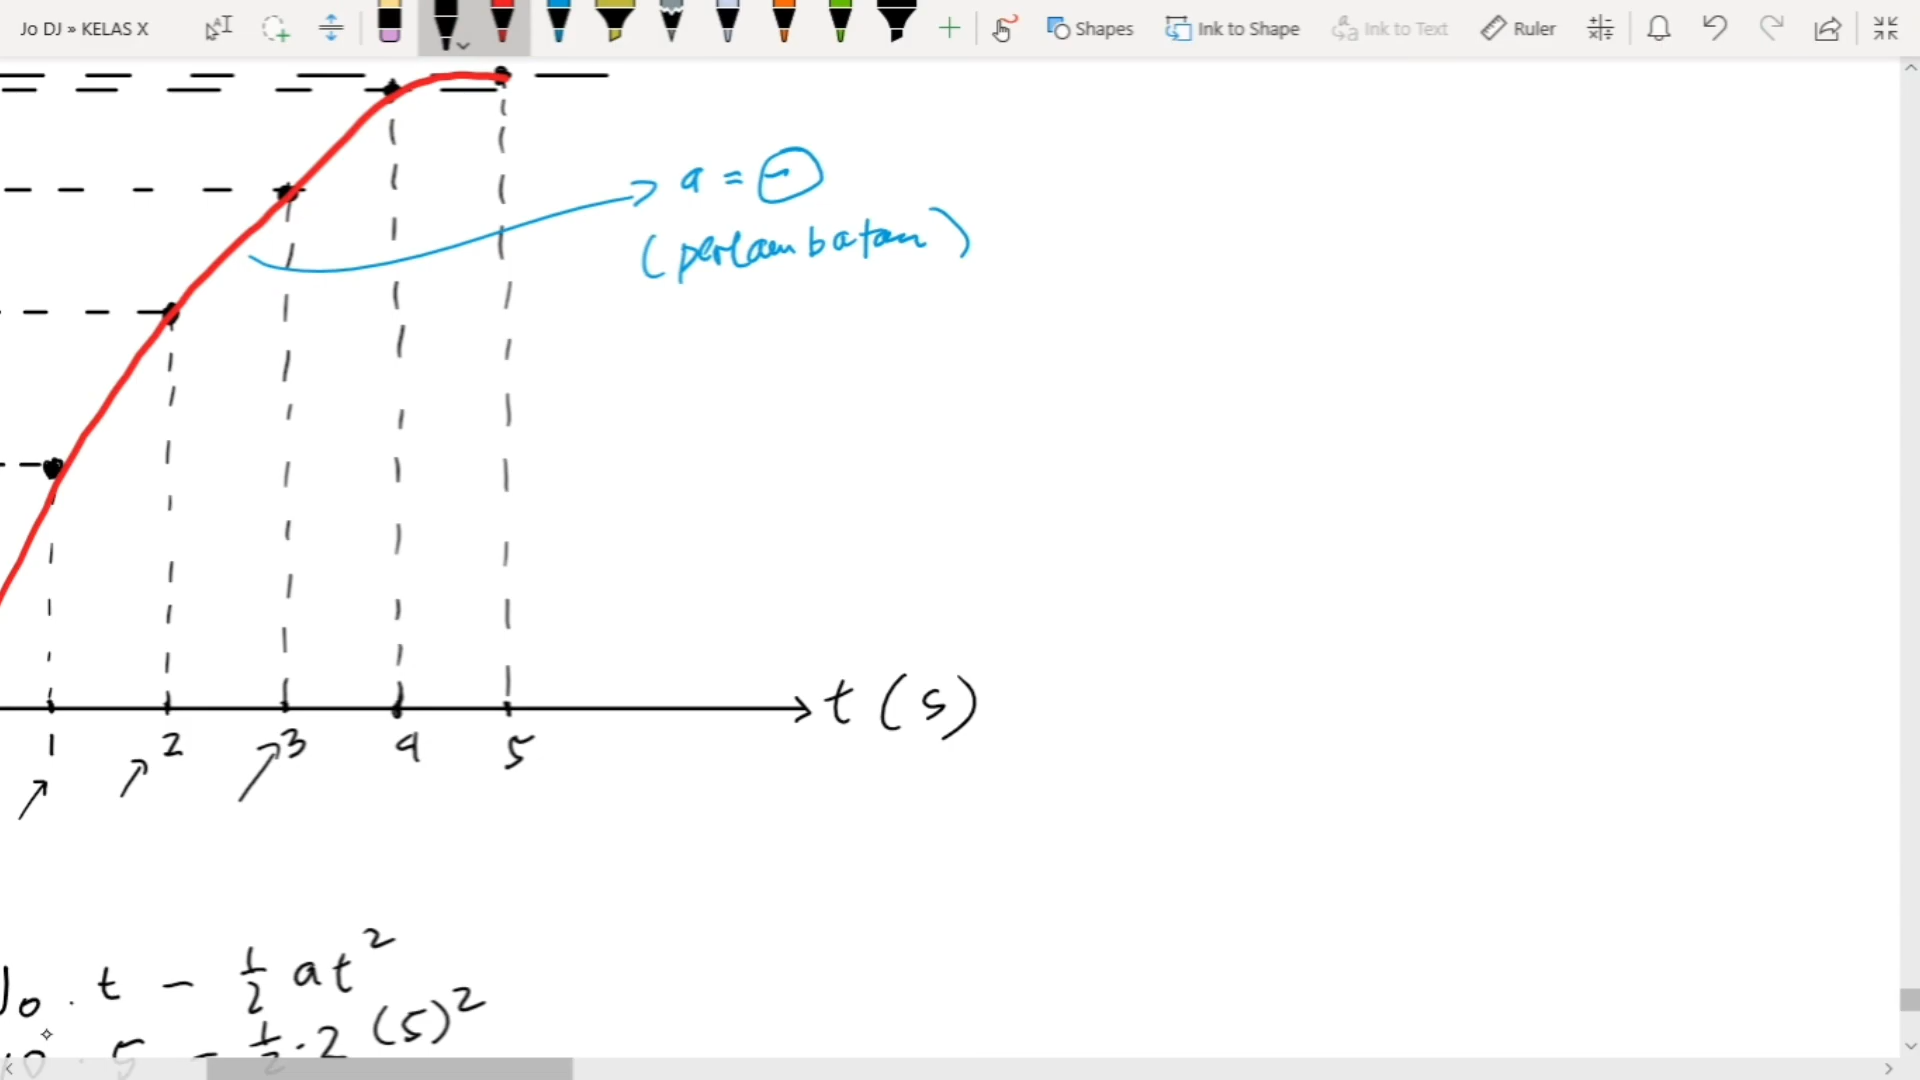 Jo DJ » KELAS X
Shapes
Ink to Shape
Ink to Text
Ruler
a = -
(perlambatan)
t (s)
1 2 3 4 5
. t - 1/2 at²
. 5 - 1/2 . 2 (5)²